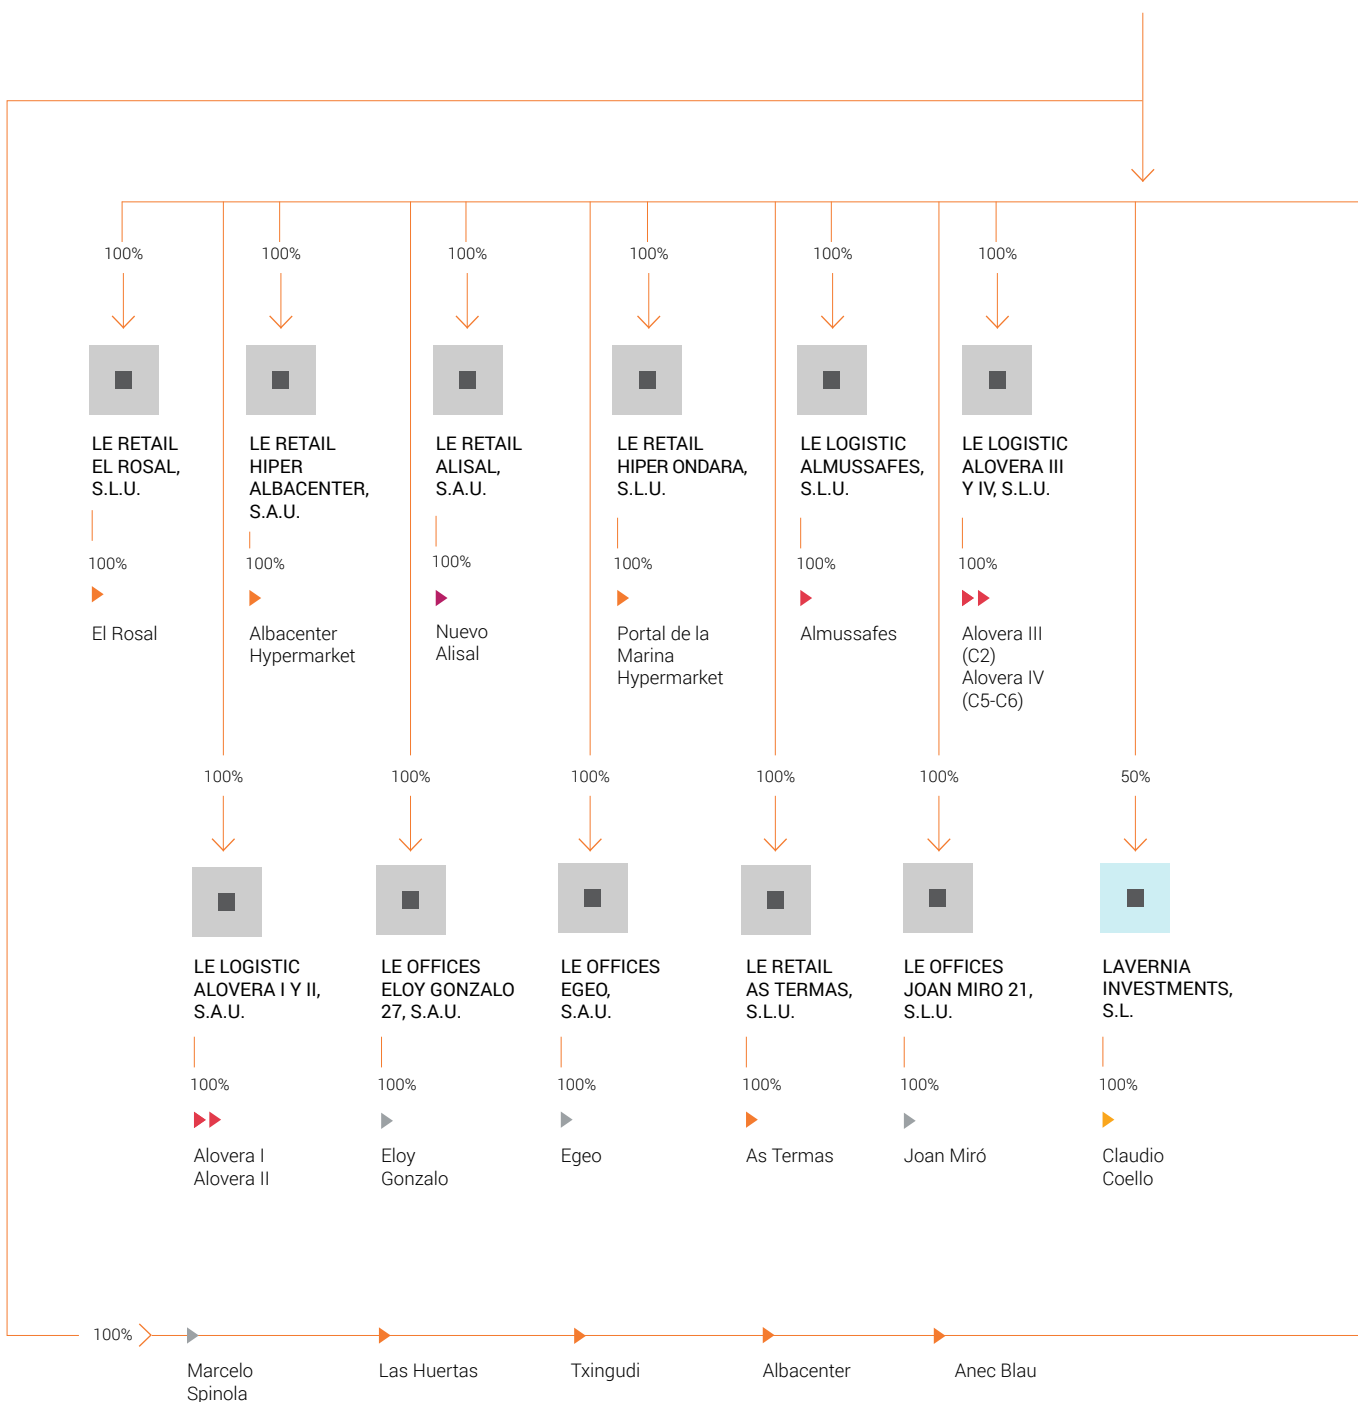 100%
100%
100%
100%
100%
100%
LE RETAIL
EL ROSAL,
S.L.U.
LE RETAIL
HIPER
ALBACENTER,
S.A.U.
LE RETAIL
ALISAL,
S.A.U.
LE RETAIL
HIPER ONDARA,
S.L.U.
LE LOGISTIC
ALMUSSAFES,
S.L.U.
LE LOGISTIC
ALOVERA III
Y IV, S.L.U.
100%
100%
100%
100%
100%
100%
El Rosal
Albacenter
Hypermarket
Nuevo
Alisal
Portal de la
Marina
Hypermarket
Almussafes
Alovera III
(C2)
Alovera IV
(C5-C6)
100%
100%
100%
100%
100%
50%
LE LOGISTIC
ALOVERA I Y II,
S.A.U.
LE OFFICES
ELOY GONZALO
27, S.A.U.
LE OFFICES
EGEO,
S.A.U.
LE RETAIL
AS TERMAS,
S.L.U.
LE OFFICES
JOAN MIRO 21,
S.L.U.
LAVERNIA
INVESTMENTS,
S.L.
100%
100%
100%
100%
100%
100%
Alovera I
Alovera II
Eloy
Gonzalo
Egeo
As Termas
Joan Miró
Claudio
Coello
100%
Marcelo
Spinola
Las Huertas
Txingudi
Albacenter
Anec Blau